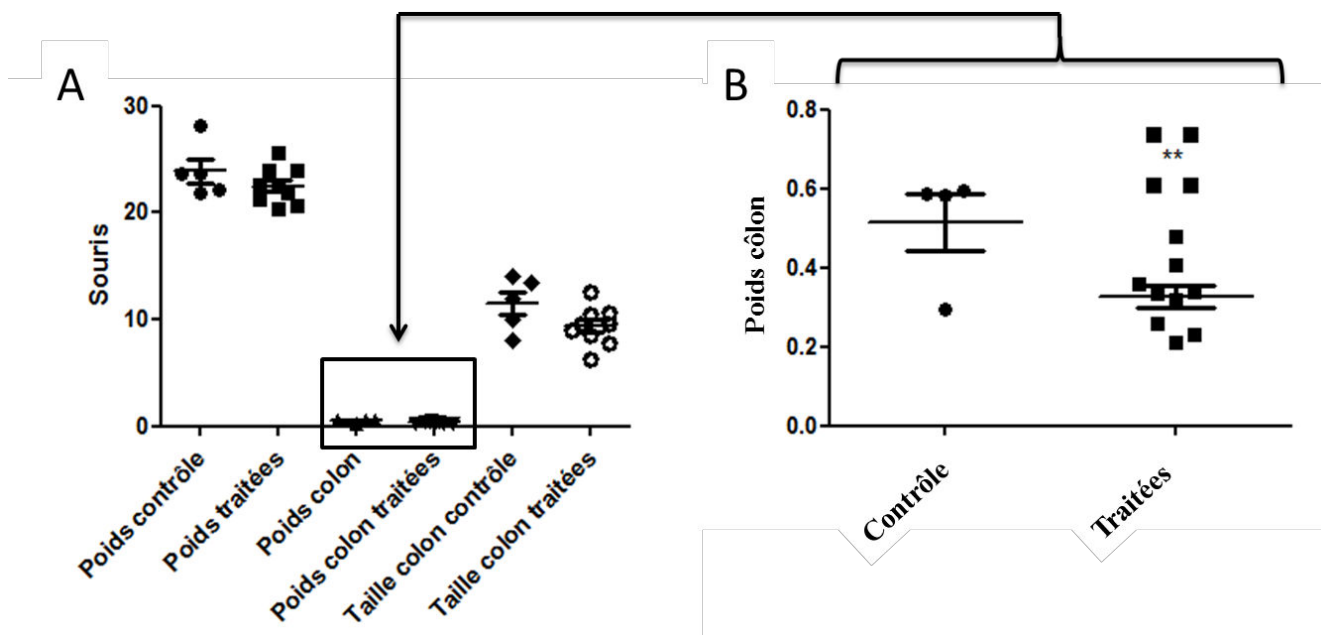 A
30
20
10
0
Souris
Poids contrôle
Poids traitées
Poids colon
Poids colon traitées
Taille colon contrôle
Taille colon traitées
B
0.8
0.6
0.4
0.2
0.0
Poids côlon
**
Contrôle
Traitées